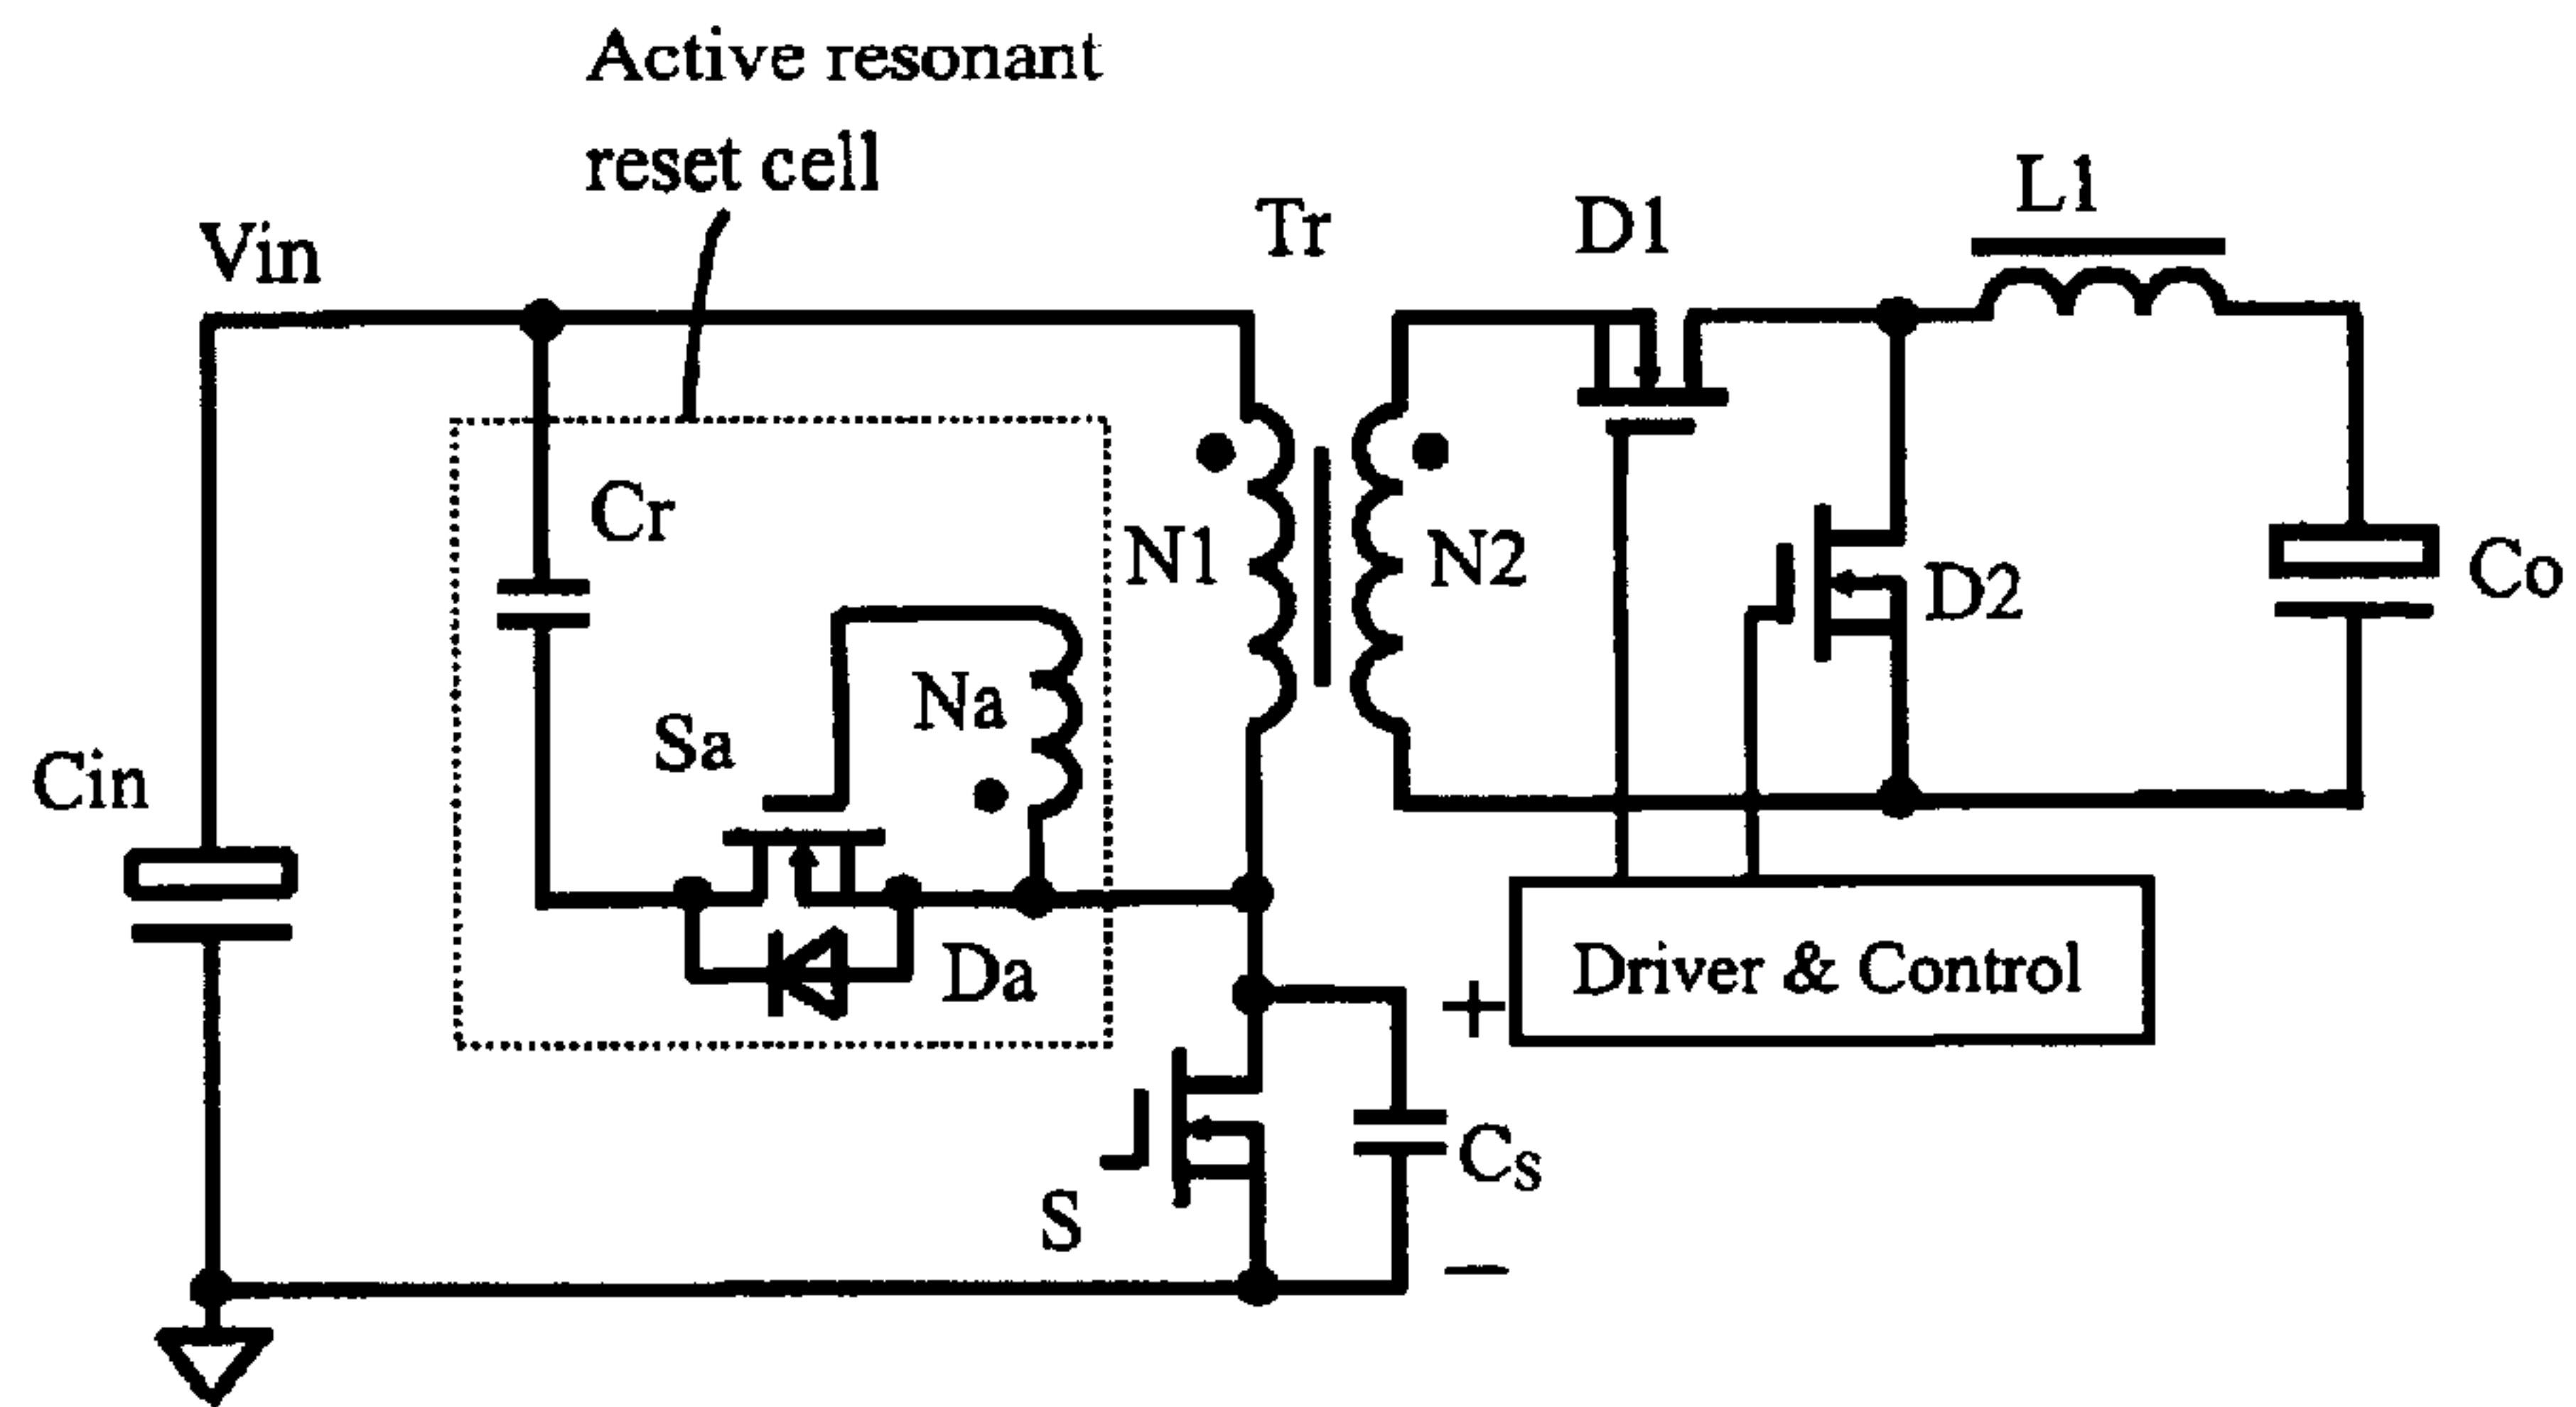 Active resonant
reset cell
Vin
Tr
D1
L1
Cr
N1
N2
D2
Co
Na
Sa
Cin
Da
Driver & Control
+
Cs
S
−